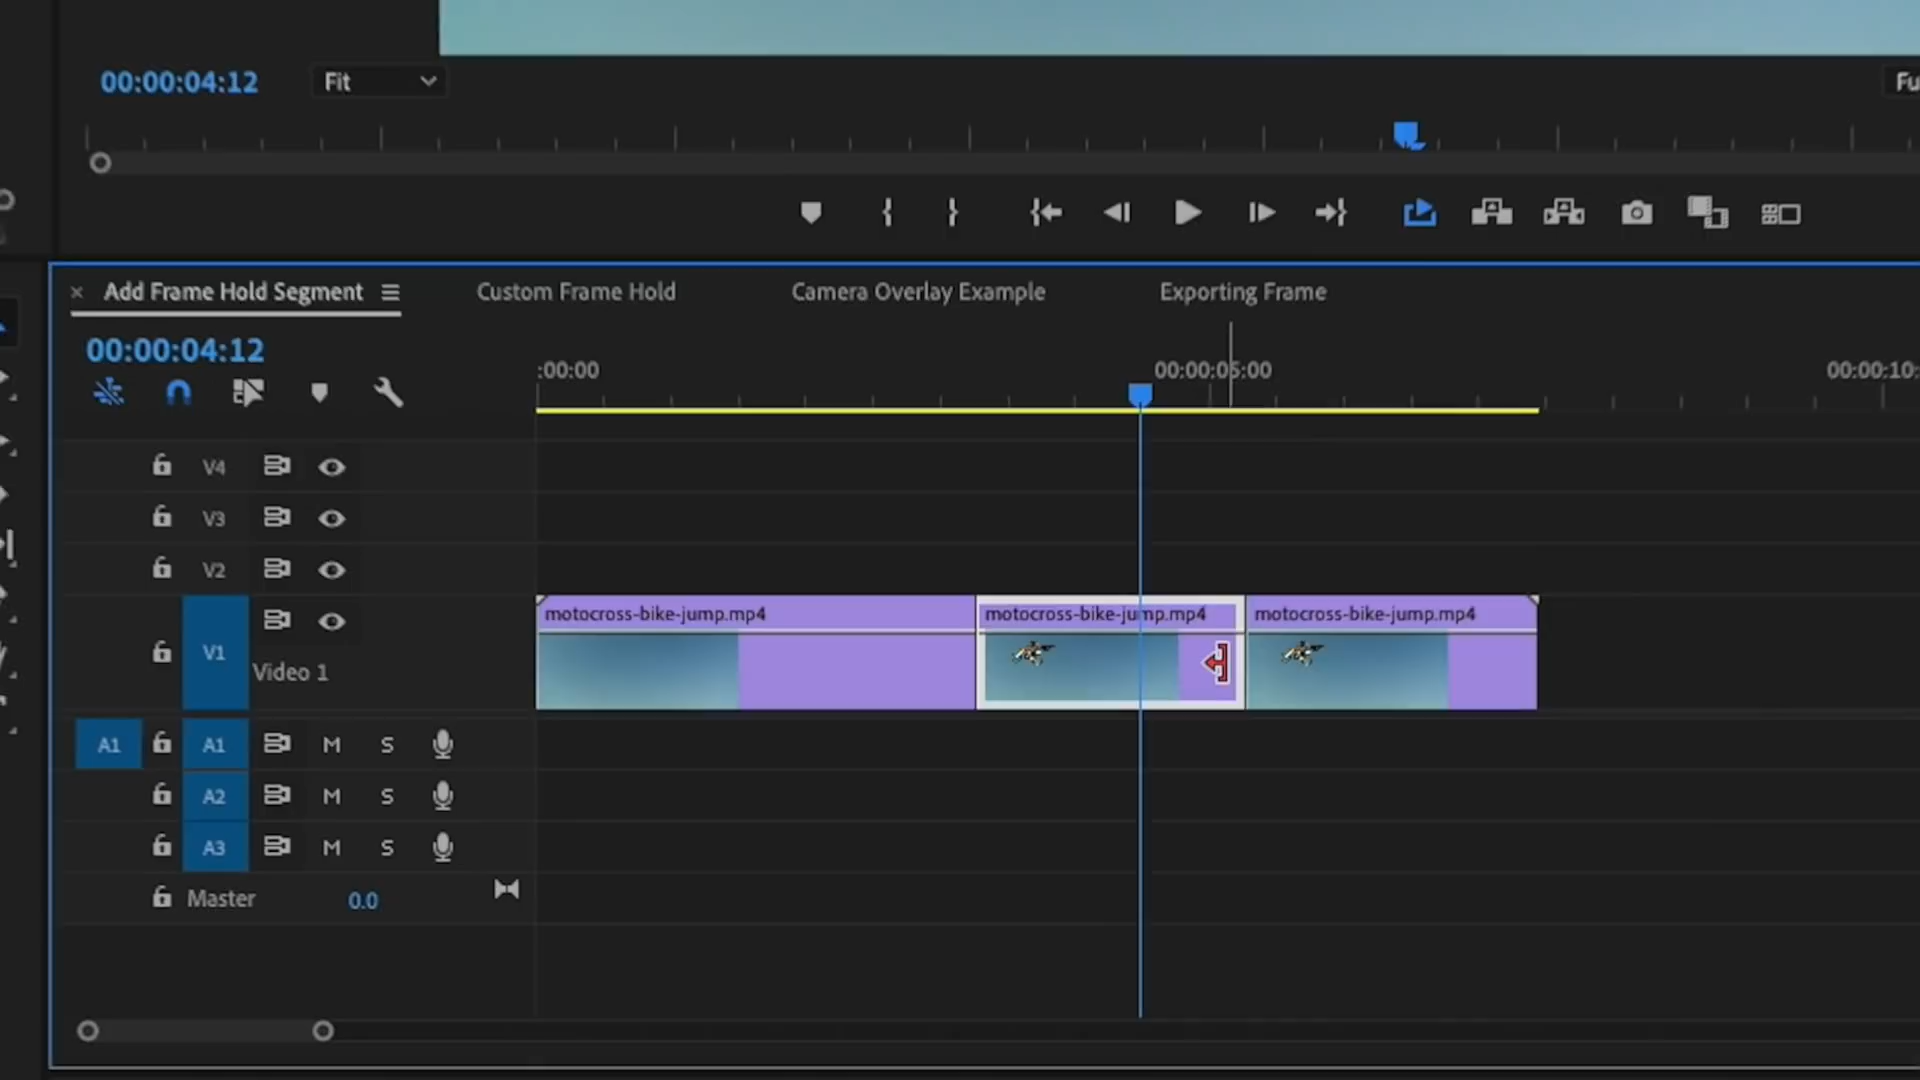 00:00:04:12
Fit
Fu
Add Frame Hold Segment
Custom Frame Hold
Camera Overlay Example
Exporting Frame
00:00:04:12
:00:00
00:00:05:00
00:00:10:
V4
V3
V2
V1
Video 1
motocross-bike-jump.mp4
motocross-bike-jump.mp4
motocross-bike-jump.mp4
A1 A1 M S
A2 M S
A3 M S
Master 0.0